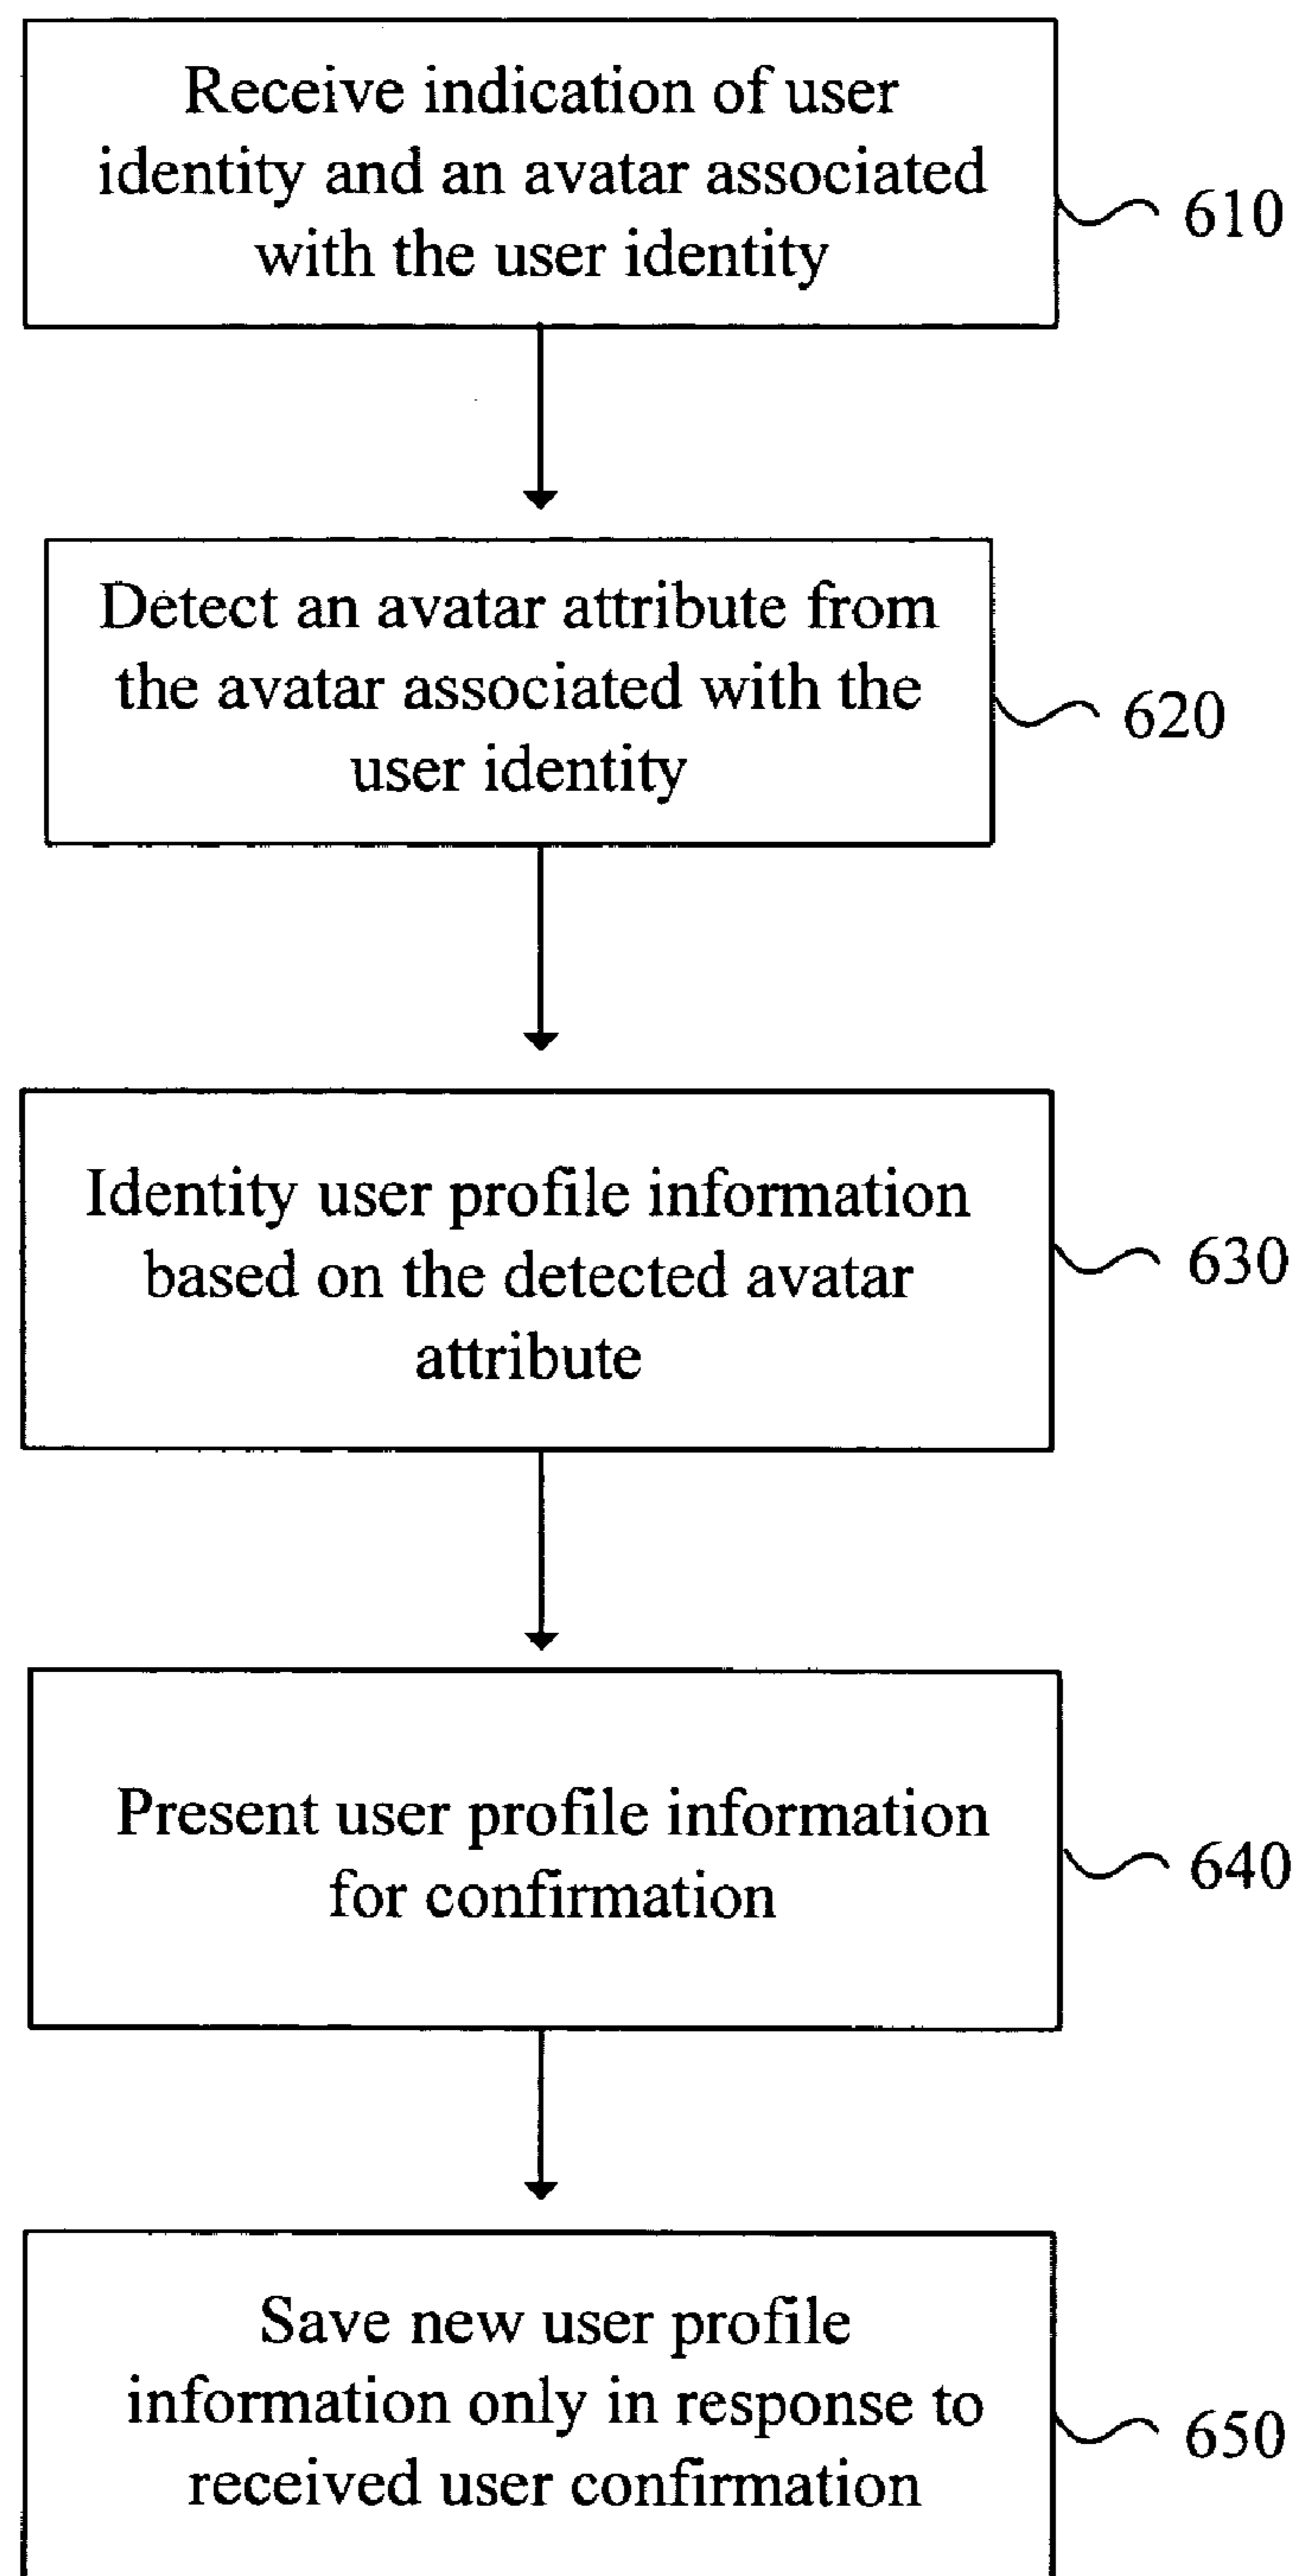 Receive indication of user
identity and an avatar associated
with the user identity
610
Detect an avatar attribute from
the avatar associated with the
user identity
620
Identity user profile information
based on the detected avatar
attribute
630
Present user profile information
for confirmation
640
Save new user profile
information only in response to
received user confirmation
650